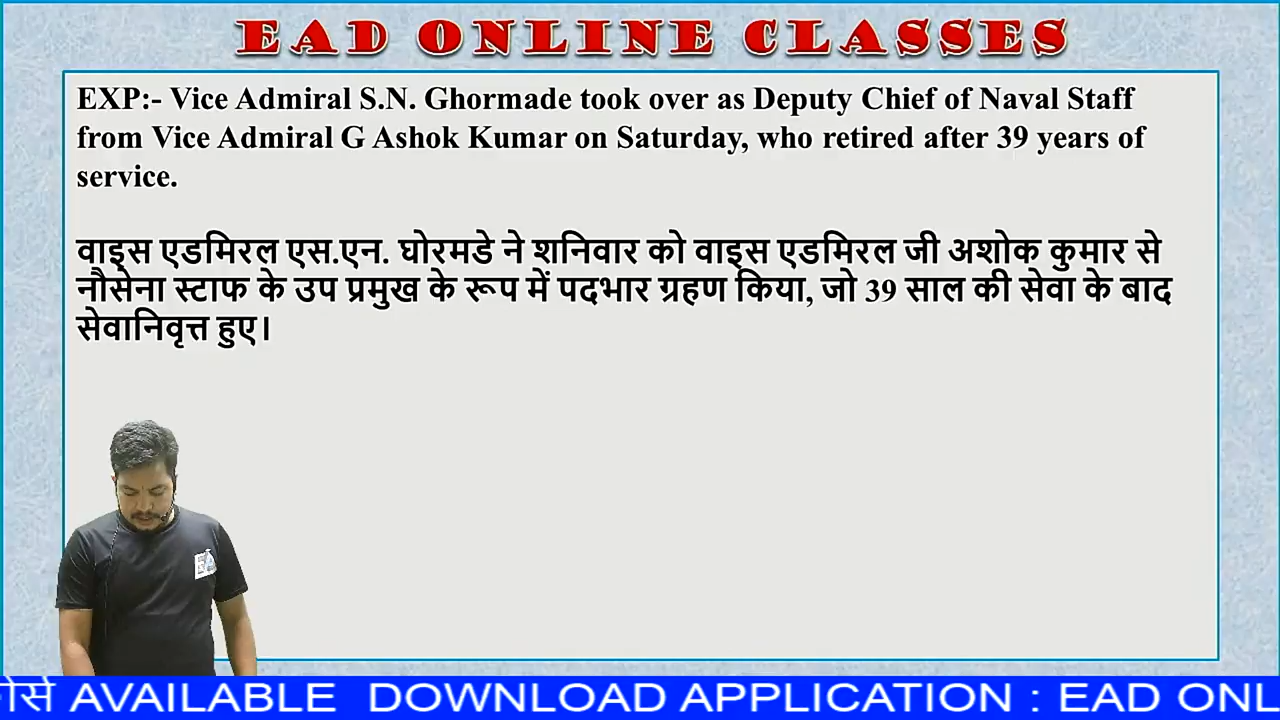 EAD ONLINE CLASSES
EXP:- Vice Admiral S.N. Ghormade took over as Deputy Chief of Naval Staff
from Vice Admiral G Ashok Kumar on Saturday, who retired after 39 years of
service.
वाइस एडमिरल एस.एन. घोरमडे ने शनिवार को वाइस एडमिरल जी अशोक कुमार से
नौसेना स्टाफ के उप प्रमुख के रूप में पदभार ग्रहण किया, जो 39 साल की सेवा के बाद
सेवानिवृत्त हुए।
AVAILABLE DOWNLOAD APPLICATION : EAD ONL